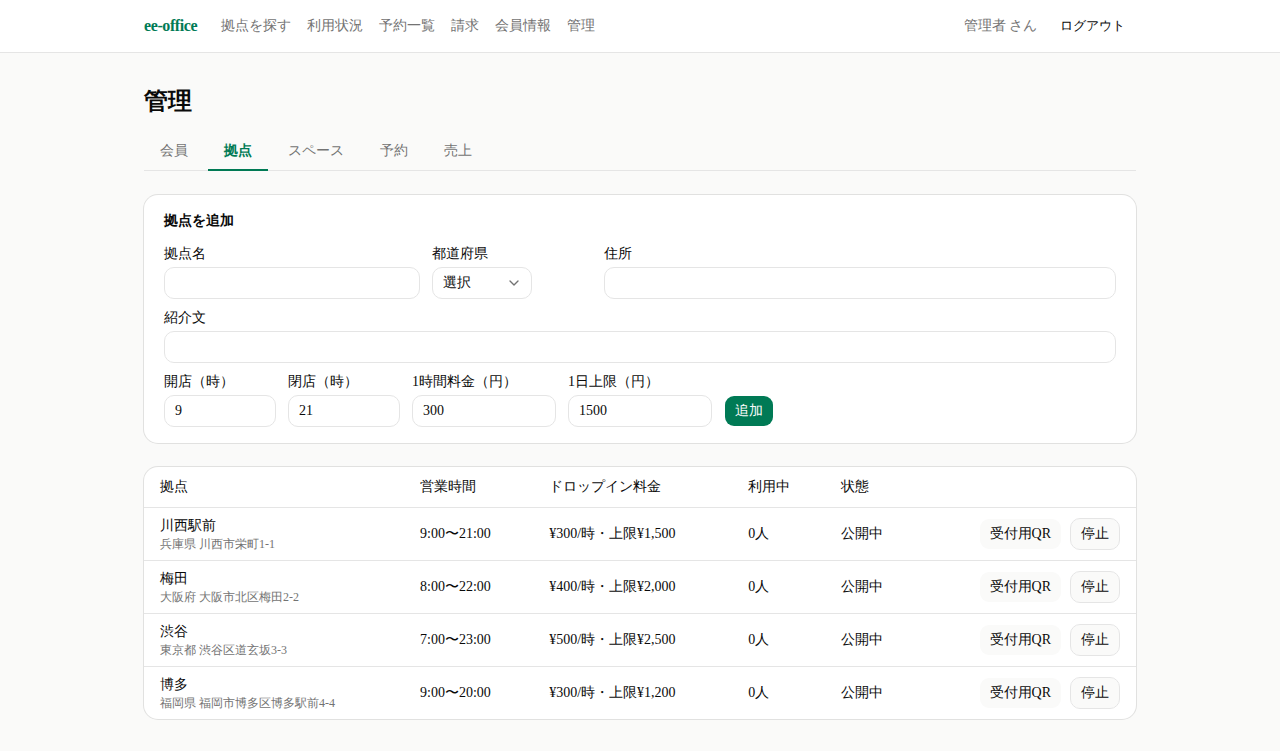 ee-office 拠点を探す 利用状況 予約一覧 請求 会員情報 管理 管理者 さん ログアウト
管理
会員 拠点 スペース 予約 売上
拠点を追加
拠点名 都道府県 住所
選択
紹介文
開店（時） 閉店（時） 1時間料金（円） 1日上限（円）
9 21 300 1500 追加
拠点 営業時間 ドロップイン料金 利用中 状態
川西駅前
兵庫県 川西市栄町1-1
9:00〜21:00 ¥300/時・上限¥1,500 0人 公開中 受付用QR 停止
梅田
大阪府 大阪市北区梅田2-2
8:00〜22:00 ¥400/時・上限¥2,000 0人 公開中 受付用QR 停止
渋谷
東京都 渋谷区道玄坂3-3
7:00〜23:00 ¥500/時・上限¥2,500 0人 公開中 受付用QR 停止
博多
福岡県 福岡市博多区博多駅前4-4
9:00〜20:00 ¥300/時・上限¥1,200 0人 公開中 受付用QR 停止